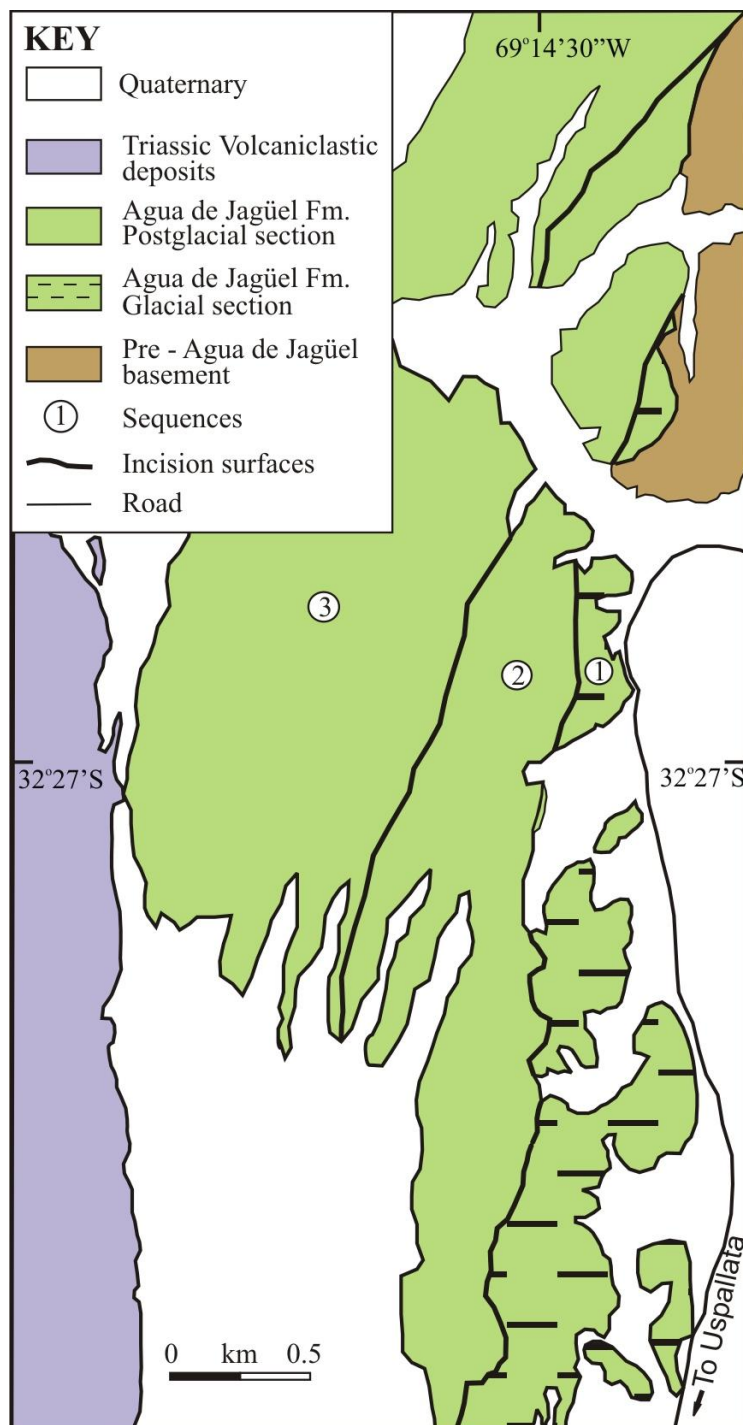 KEY
Quaternary
Triassic Volcaniclastic
deposits
Agua de Jagüel Fm.
Postglacial section
Agua de Jagüel Fm.
Glacial section
Pre - Agua de Jagüel
basement
1 Sequences
Incision surfaces
Road
69°14'30”W
3
2
1
32°27'S
32°27'S
0 km 0.5
To Uspallata